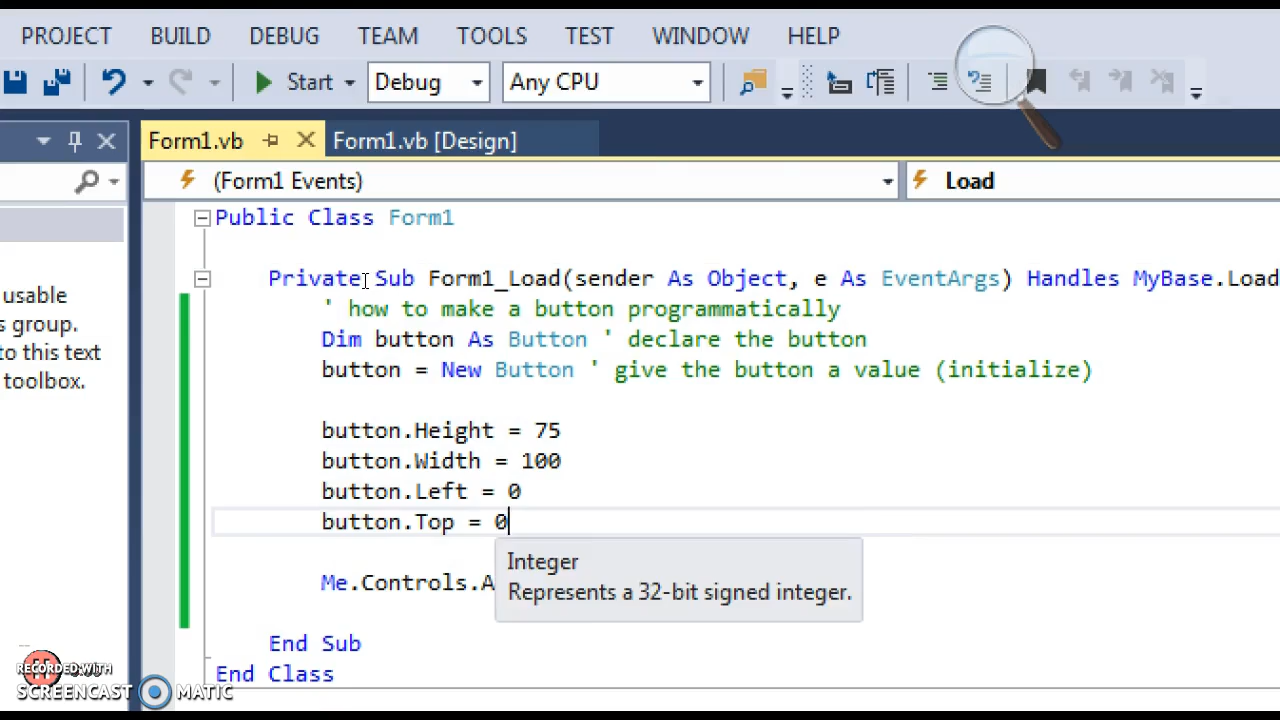 PROJECT BUILD DEBUG TEAM TOOLS TEST WINDOW HELP
Start Debug Any CPU
Form1.vb Form1.vb [Design]
(Form1 Events) Load
Public Class Form1
Private Sub Form1_Load(sender As Object, e As EventArgs) Handles MyBase.Load
' how to make a button programmatically
Dim button As Button ' declare the button
button = New Button ' give the button a value (initialize)
button.Height = 75
button.Width = 100
button.Left = 0
button.Top = 0
Integer
Represents a 32-bit signed integer.
Me.Controls.A
End Sub
End Class
usable
s group.
to this text
toolbox.
RECORDED WITH
SCREENCAST MATIC